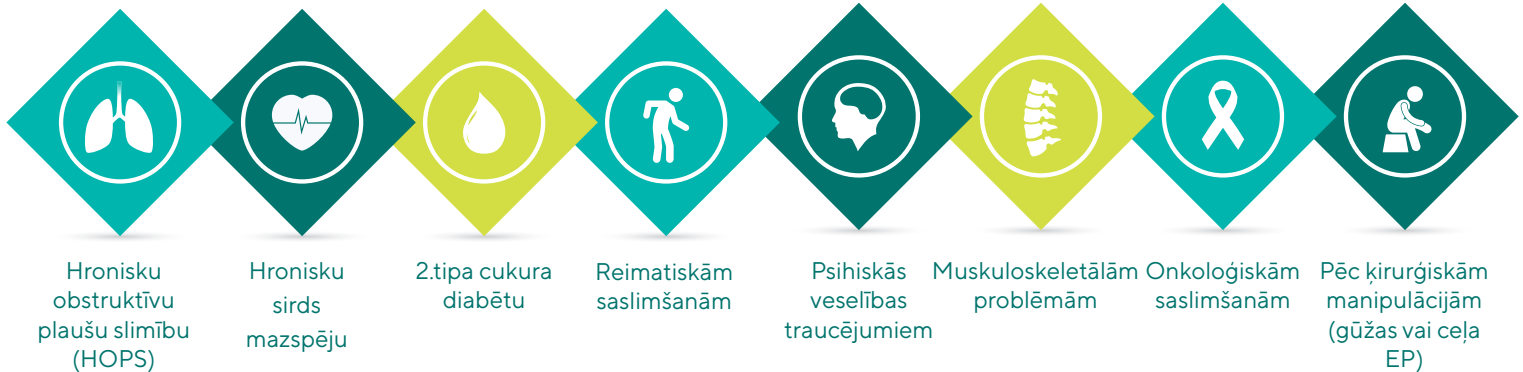 Hronisku
obstruktīvu
plaušu slimību
(HOPS)
Hronisku
sirds
mazspēju
2.tipa cukura
diabētu
Reimatiskām
saslimšanām
Psihiskās
veselības
traucējumiem
Muskuloskeletālām
problēmām
Onkoloģiskām
saslimšanām
Pēc ķirurģiskām
manipulācijām
(gūžas vai ceļa
EP)